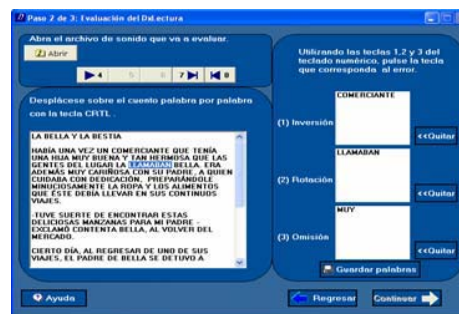 Paso 2 de 3: Evaluación del DxLectura
Abra el archivo de sonido que va a evaluar.
Abrir
4 5 6 7 8
Desplácese sobre el cuento palabra por palabra
con la tecla CRTL .
LA BELLA Y LA BESTIA
HABÍA UNA VEZ UN COMERCIANTE QUE TENÍA
UNA HIJA MUY BUENA Y TAN HERMOSA QUE LAS
GENTES DEL LUGAR LA LLAMABAN BELLA. ERA
ADEMÁS MUY CARIÑOSA CON SU PADRE, A QUIEN
CUIDABA CON DEDICACIÓN, PREPARÁNDOLE
MINUCIOSAMENTE LA ROPA Y LOS ALIMENTOS
QUE ÉSTE DEBÍA LLEVAR EN SUS CONTINUOS
VIAJES.
-TUVE SUERTE DE ENCONTRAR ESTAS
DELICIOSAS MANZANAS PARA MI PADRE -
EXCLAMÓ CONTENTA BELLA, AL VOLVER DEL
MERCADO.
CIERTO DÍA, AL REGRESAR DE UNO DE SUS
VIAJES, EL PADRE DE BELLA SE DETUVO A
Utilizando las teclas 1,2 y 3 del
teclado numérico, pulse la tecla
que corresponda al error.
COMERCIANTE
(1) Inversión
<<Quitar
LLAMABAN
(2) Rotación
<<Quitar
MUY
(3) Omisión
<<Quitar
Guardar palabras
Ayuda
Regresar
Continuar